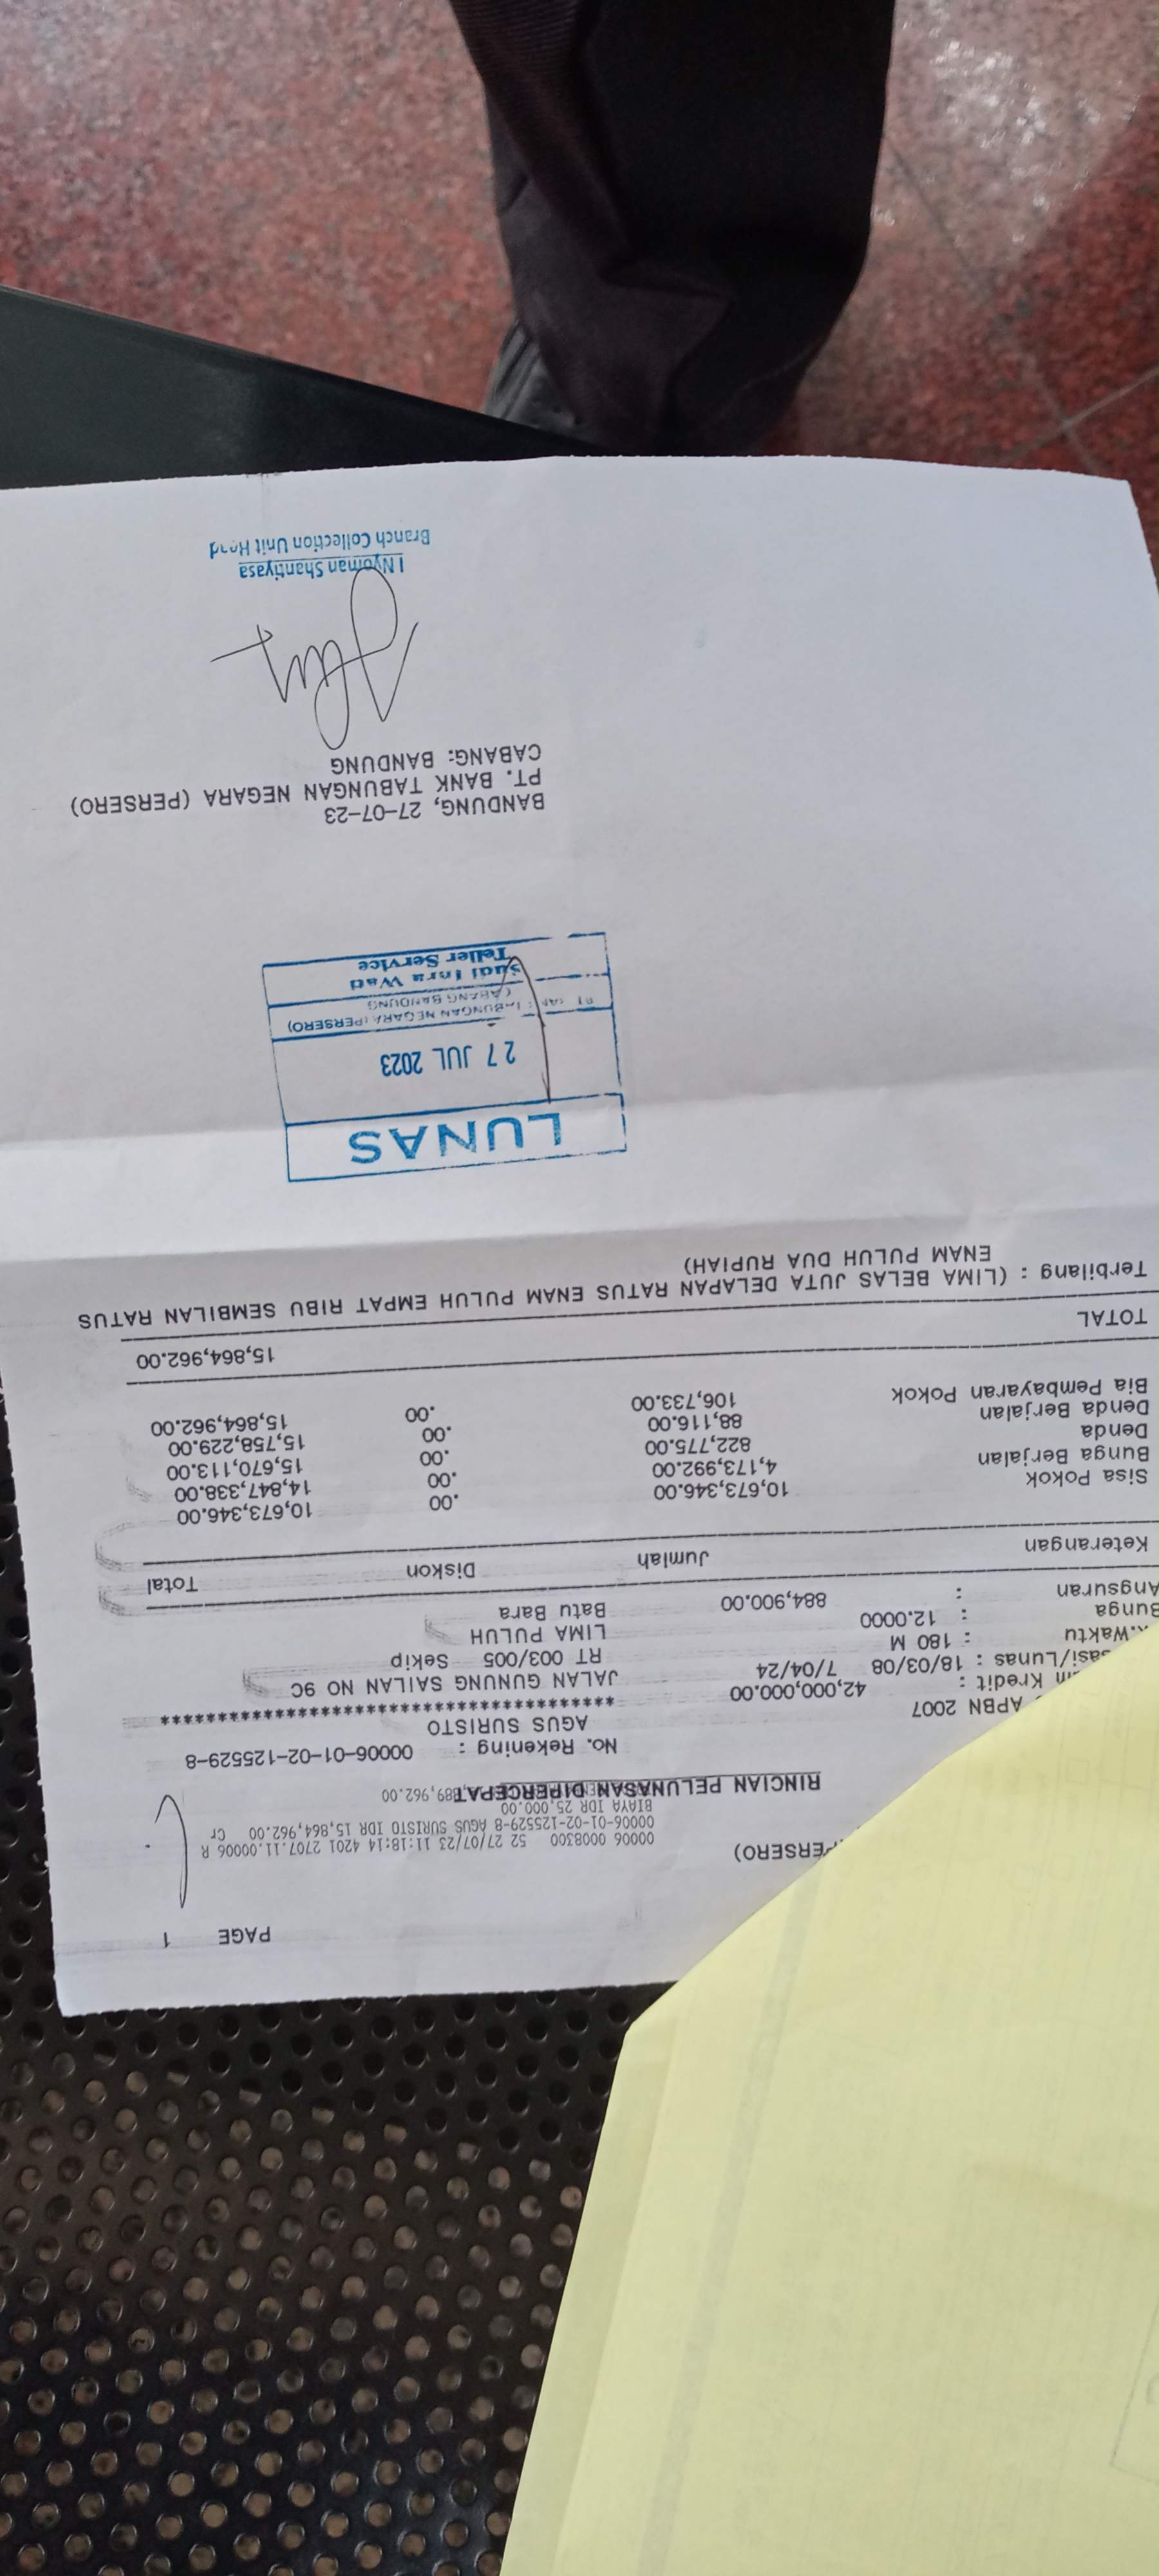 PAGE 1
PERSERO)
00006 0008300 52 27/07/23 11:18:14 4201 2707.11.00006 R
00006-01-02-125529-8 AGUS SURISTO IDR 15,864,962.00 Cr
BIAYA IDR 25,000.00
889,962.00
RINCIAN PELUNASAN DIPERCEPAT
No. Rekening : 00006-01-02-125529-8
AGUS SURISTO
****************************************
APBN 2007
JALAN GUNUNG SAILAN NO 9C
Kredit : 42,000,000.00
RT 003/005 Sekip
asi/Lunas : 18/03/08 7/04/24
LIMA PULUH
.Waktu : 180 M
Batu Bara
Bunga : 12.0000
Angsuran : 884,900.00
Keterangan Jumlah Diskon Total
Sisa Pokok 10,673,346.00 .00 10,673,346.00
Bunga Berjalan 4,173,992.00 .00 14,847,338.00
Denda 822,775.00 .00 15,670,113.00
Denda Berjalan 88,116.00 .00 15,758,229.00
Bia Pembayaran Pokok 106,733.00 .00 15,864,962.00
TOTAL 15,864,962.00
Terbilang : (LIMA BELAS JUTA DELAPAN RATUS ENAM PULUH EMPAT RIBU SEMBILAN RATUS
ENAM PULUH DUA RUPIAH)
LUNAS
27 JUL 2023
TABUNGAN NEGARA (PERSERO)
CABANG BANDUNG
Teller Service
BANDUNG, 27-07-23
PT. BANK TABUNGAN NEGARA (PERSERO)
CABANG: BANDUNG
I Nyoman Shantiyasa
Branch Collection Unit Head